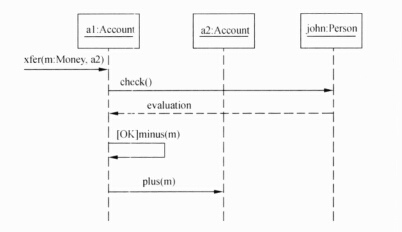 a1:Account
a2:Account
john:Person
xfer(m:Money, a2)
check()
evaluation
[OK]minus(m)
plus(m)